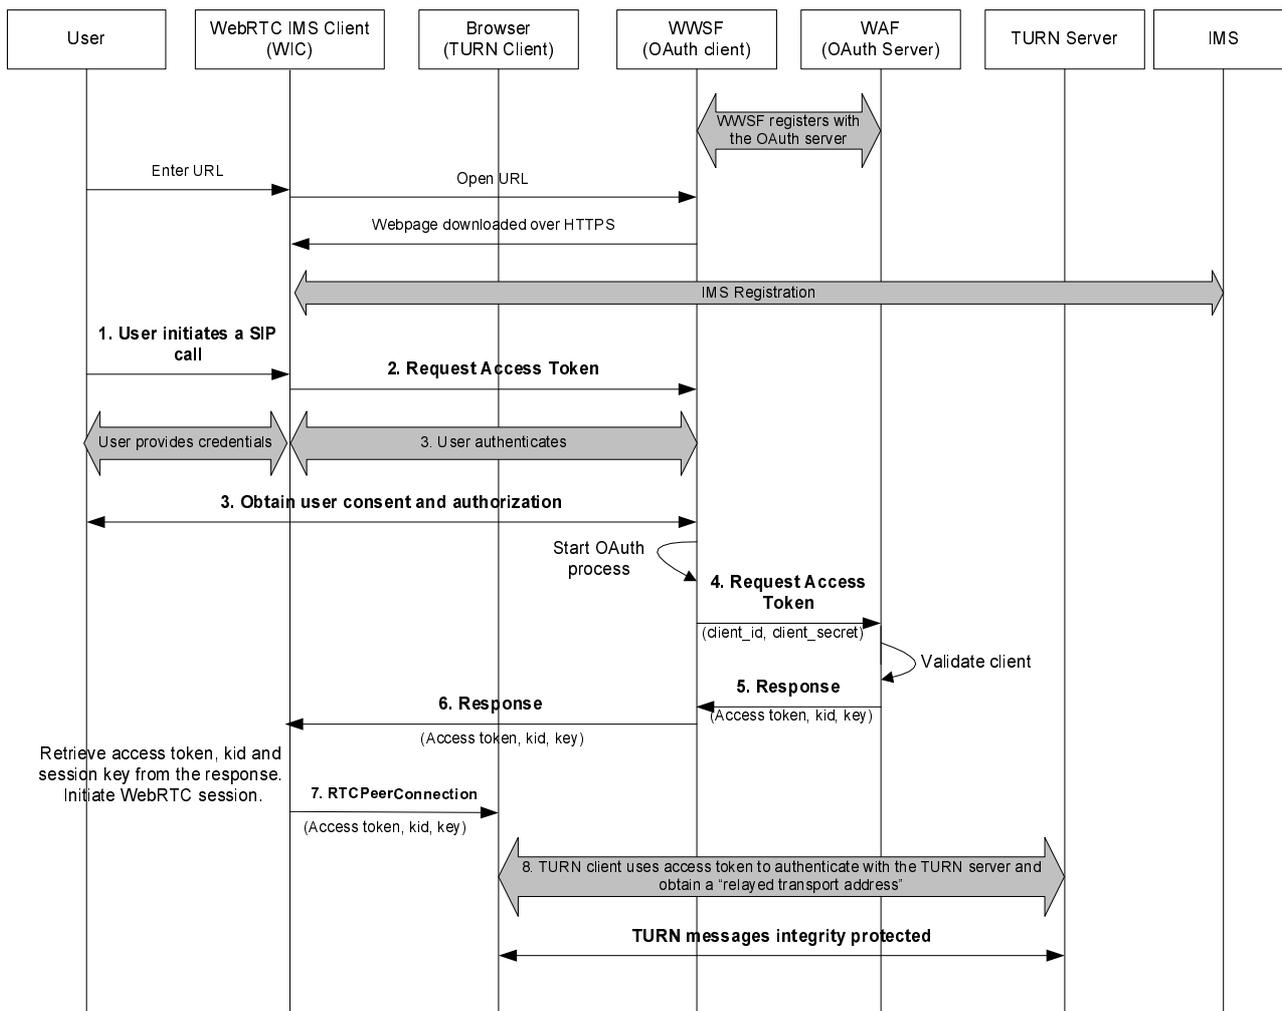 User
WebRTC IMS Client
(WIC)
Browser
(TURN Client)
WWSF
(OAuth client)
WAF
(OAuth Server)
TURN Server
IMS
WWSF registers with
the OAuth server
Enter URL
Open URL
Webpage downloaded over HTTPS
IMS Registration
1. User initiates a SIP
call
2. Request Access Token
User provides credentials
3. User authenticates
3. Obtain user consent and authorization
Start OAuth
process
4. Request Access
Token
(client_id, client_secret)
Validate client
5. Response
(Access token, kid, key)
6. Response
(Access token, kid, key)
Retrieve access token, kid and
session key from the response.
Initiate WebRTC session.
7. RTCPeerConnection
(Access token, kid, key)
8. TURN client uses access token to authenticate with the TURN server and
obtain a “relayed transport address”
TURN messages integrity protected